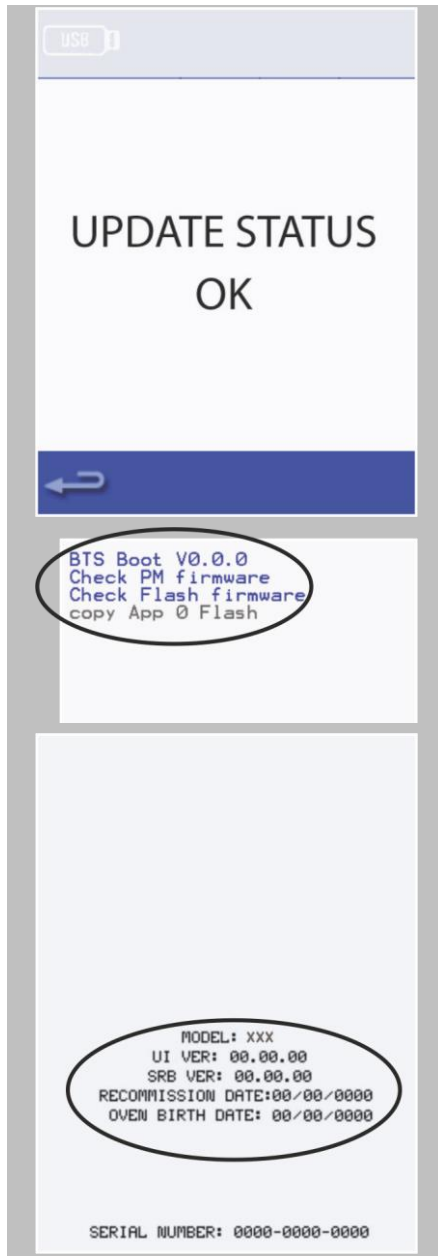 USB
UPDATE STATUS
OK
BTS Boot V0.0.0
Check PM firmware
Check Flash firmware
copy App 0 Flash
MODEL: XXX
UI VER: 00.00.00
SRB VER: 00.00.00
RECOMMISSION DATE:00/00/0000
OVEN BIRTH DATE: 00/00/0000
SERIAL NUMBER: 0000-0000-0000